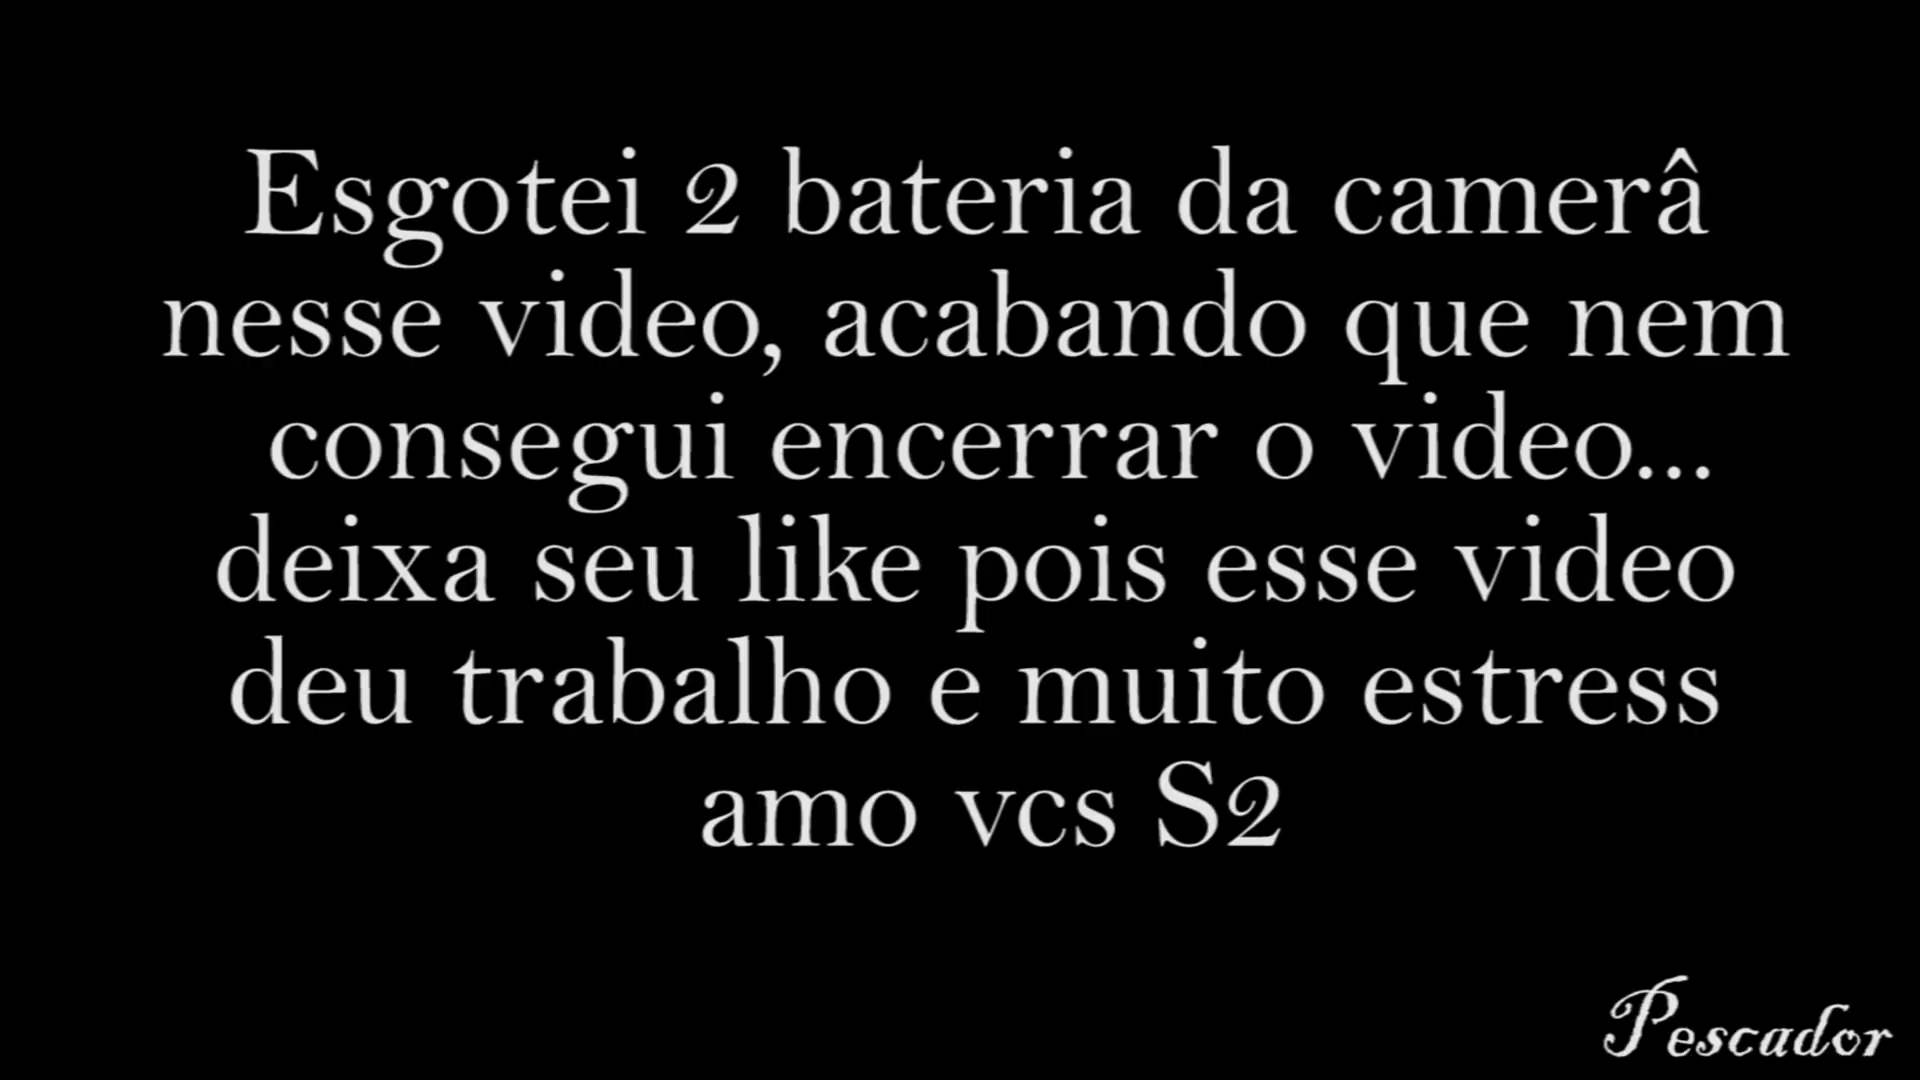 Esgotei 2 bateria da camerâ
nesse video, acabando que nem
consegui encerrar o video...
deixa seu like pois esse video
deu trabalho e muito estress
amo vcs S2
Pescador